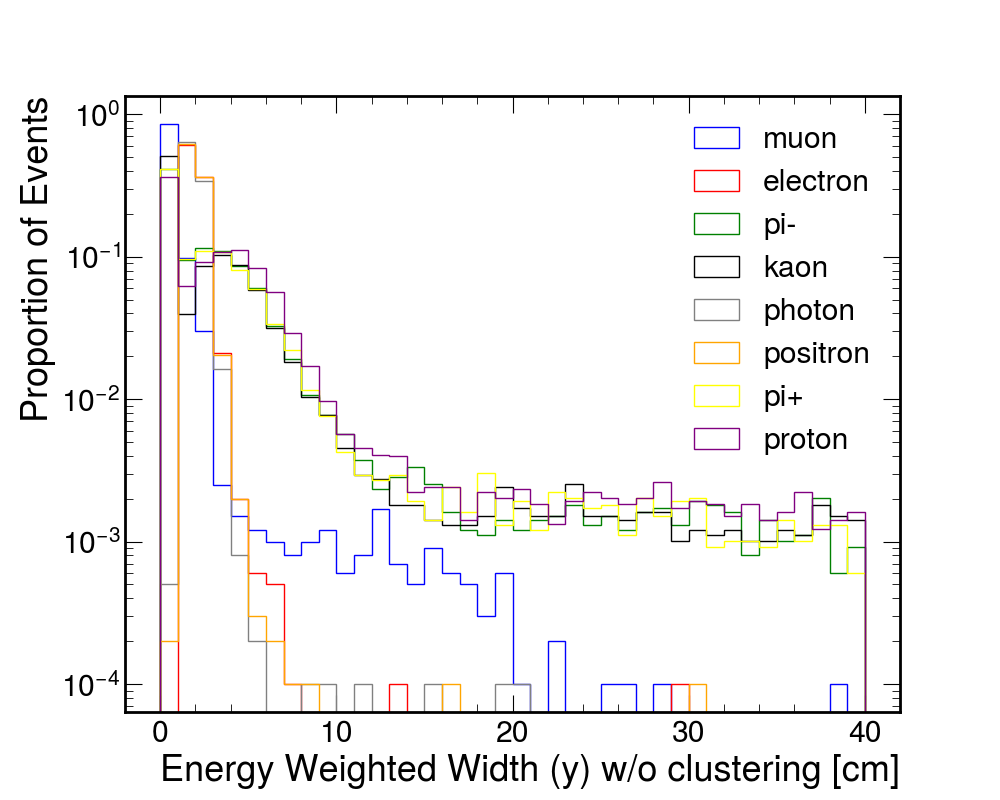 Proportion of Events
10⁰
10⁻¹
10⁻²
10⁻³
10⁻⁴
muon
electron
pi-
kaon
photon
positron
pi+
proton
0 10 20 30 40
Energy Weighted Width (y) w/o clustering [cm]